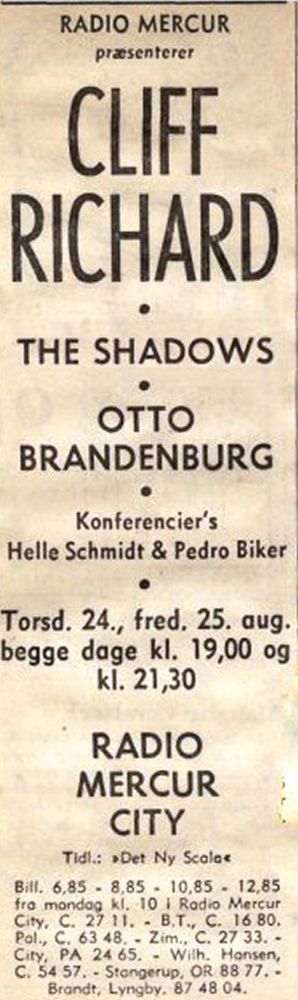 RADIO MERCUR
præsenterer
CLIFF
RICHARD
•
THE SHADOWS
•
OTTO
BRANDENBURG
•
Konferencier's
Helle Schmidt & Pedro Biker
•
Torsd. 24., fred. 25. aug.
begge dage kl. 19,00 og
kl. 21,30
RADIO
MERCUR
CITY
Tidl.: »Det Ny Scala«
Bill. 6,85 - 8,85 - 10,85 - 12,85
fra mandag kl. 10 i Radio Mercur
City, C. 27 11. - B.T., C. 16 80.
Pol., C. 63 48. - Zim., C. 27 33. -
City, PA 24 65. - Wilh. Hansen,
C. 54 57. - Stangerup, OR 88 77. -
Brandt, Lyngby. 87 48 04.